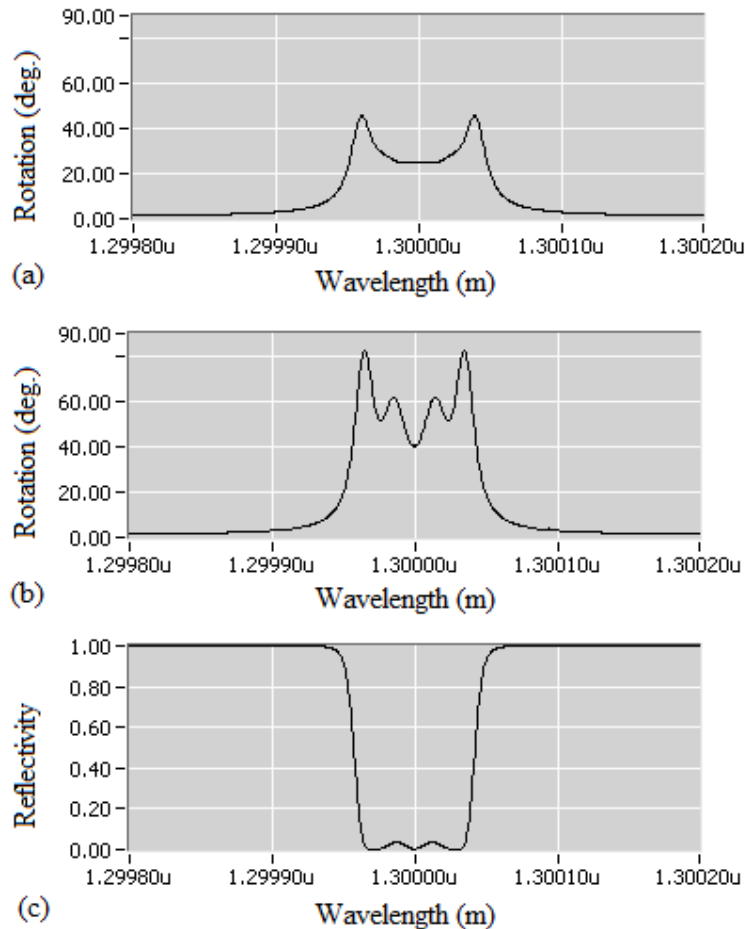 90.00
60.00
40.00
20.00
0.00
Rotation (deg.)
1.29980u 1.29990u 1.30000u 1.30010u 1.30020u
(a)
Wavelength (m)
90.00
60.00
40.00
20.00
0.00
Rotation (deg.)
1.29980u 1.29990u 1.30000u 1.30010u 1.30020u
(b)
Wavelength (m)
1.00
0.80
0.60
0.40
0.20
0.00
Reflectivity
1.29980u 1.29990u 1.30000u 1.30010u 1.30020u
(c)
Wavelength (m)